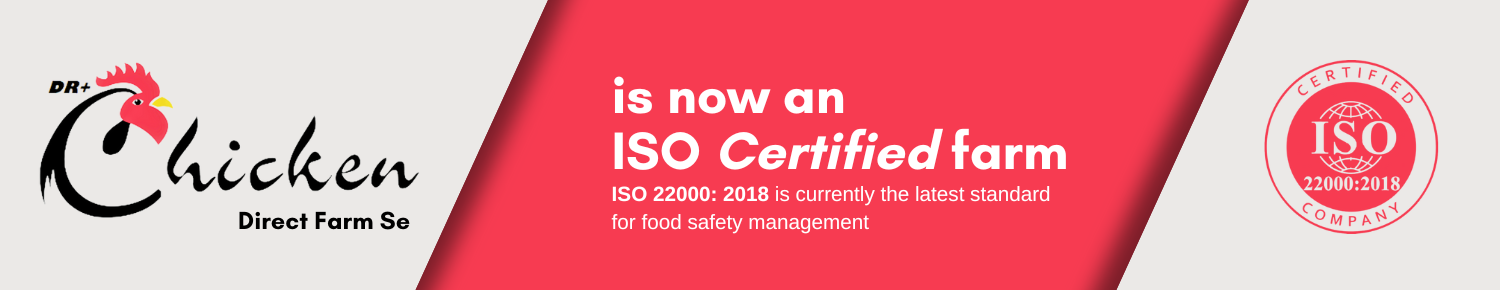 DR+
Chicken
Direct Farm Se
is now an
ISO Certified farm
ISO 22000: 2018 is currently the latest standard
for food safety management
CERTIFIED
ISO
22000:2018
COMPANY